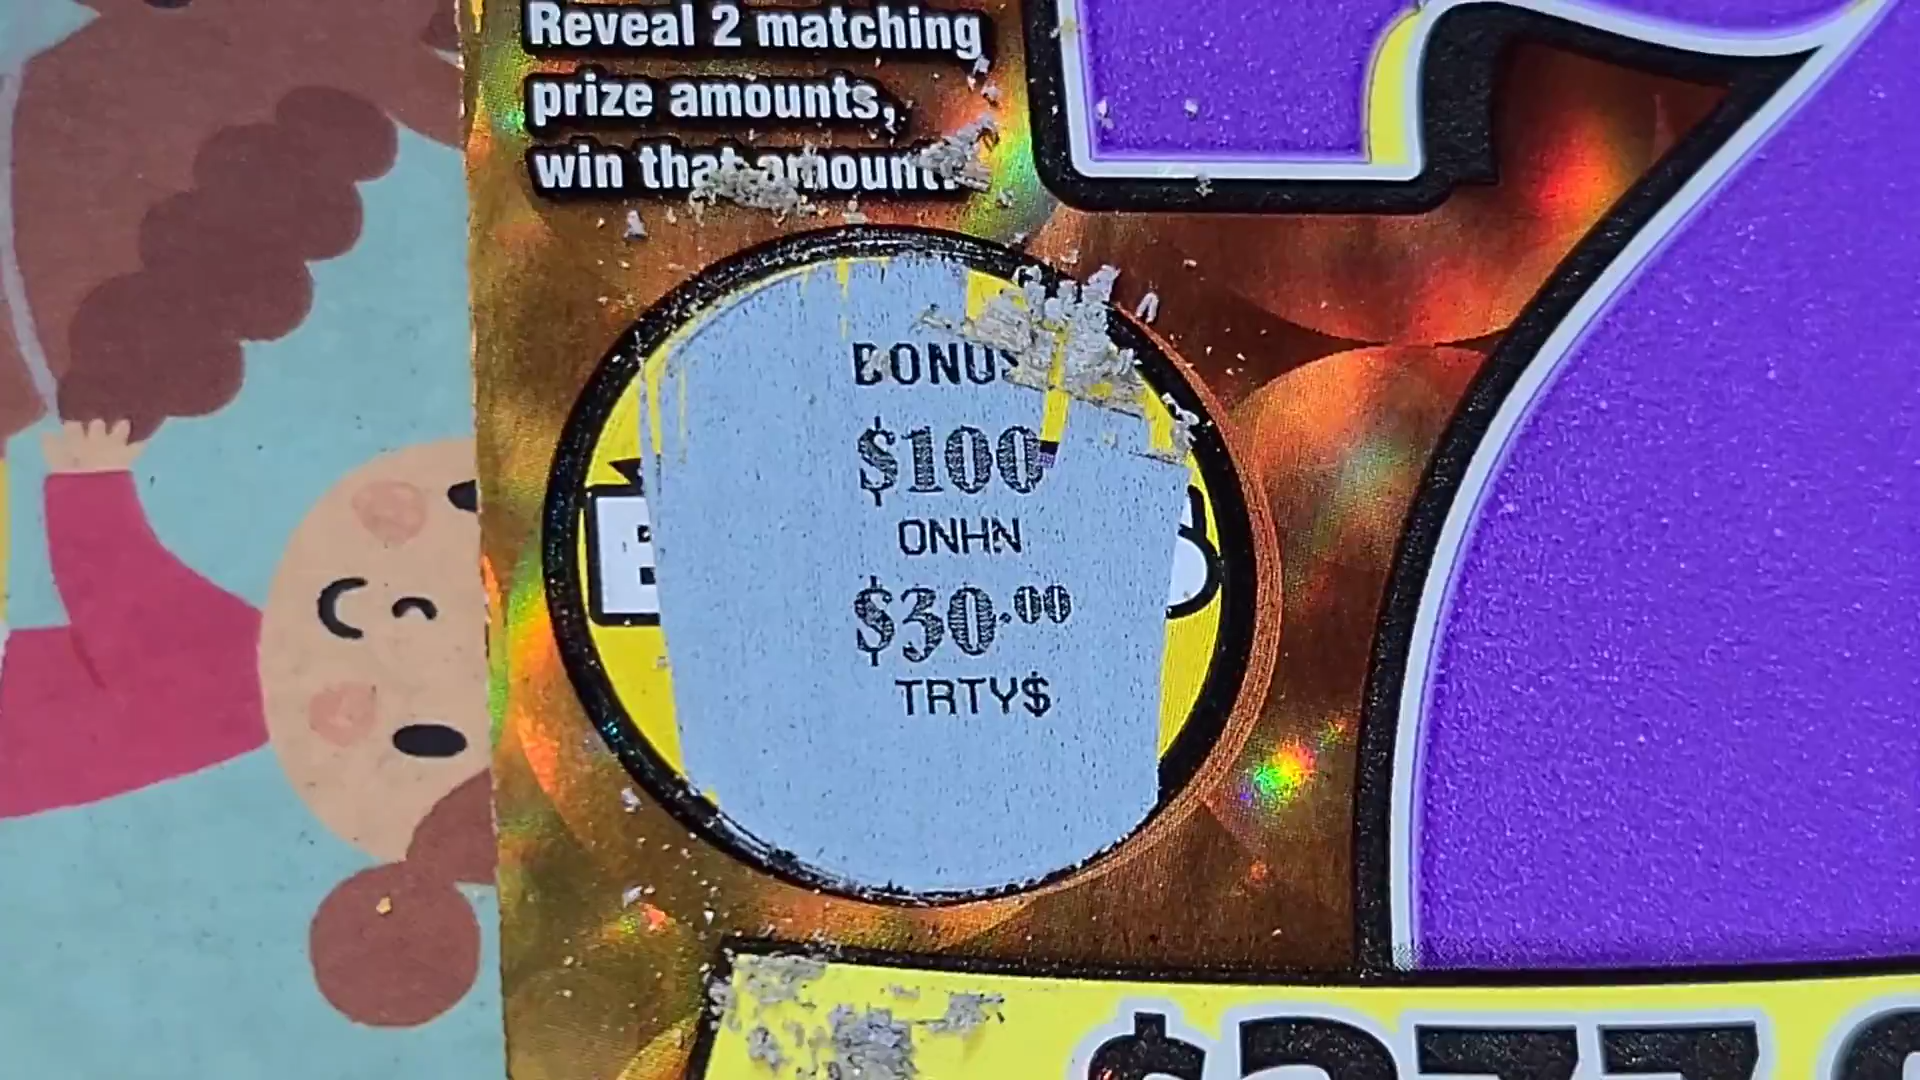 Reveal 2 matching
prize amounts,
win that amount.
BONUS
$100
ONHN
$30.00
TRTY$